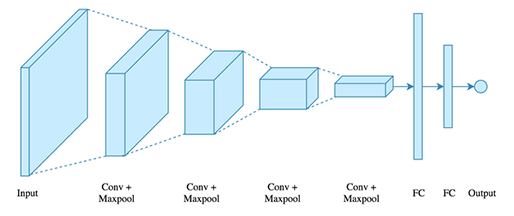 Input
Conv +
Maxpool
Conv +
Maxpool
Conv +
Maxpool
Conv +
Maxpool
FC
FC
Output